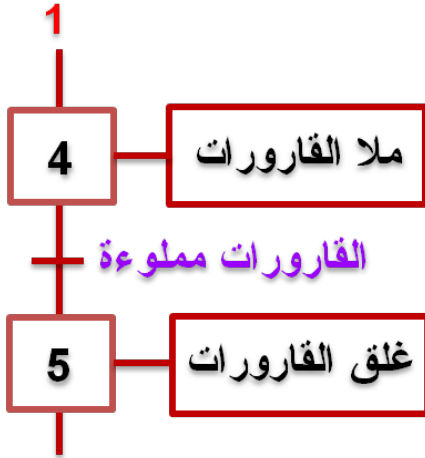 1
4
ملا القارورات
القارورات مملوءة
5
غلق القارورات